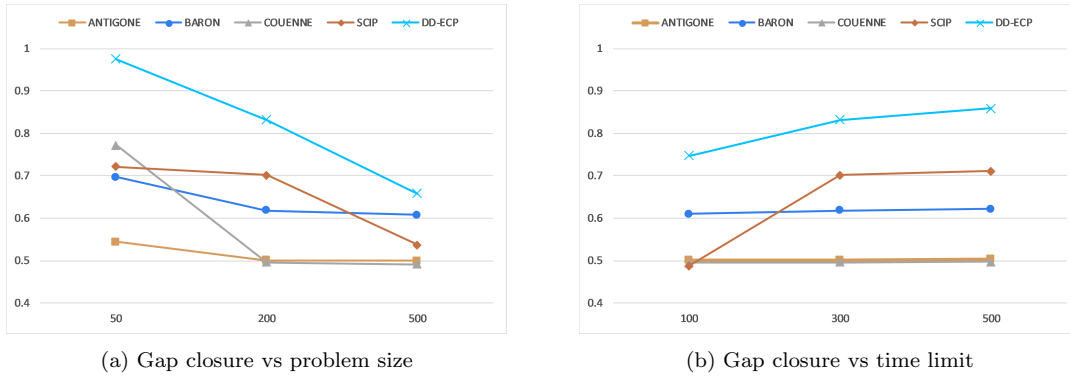 ANTIGONE BARON COUENNE SCIP DD-ECP
1
0.9
0.8
0.7
0.6
0.5
0.4
50 200 500
(a) Gap closure vs problem size
ANTIGONE BARON COUENNE SCIP DD-ECP
1
0.9
0.8
0.7
0.6
0.5
0.4
100 300 500
(b) Gap closure vs time limit